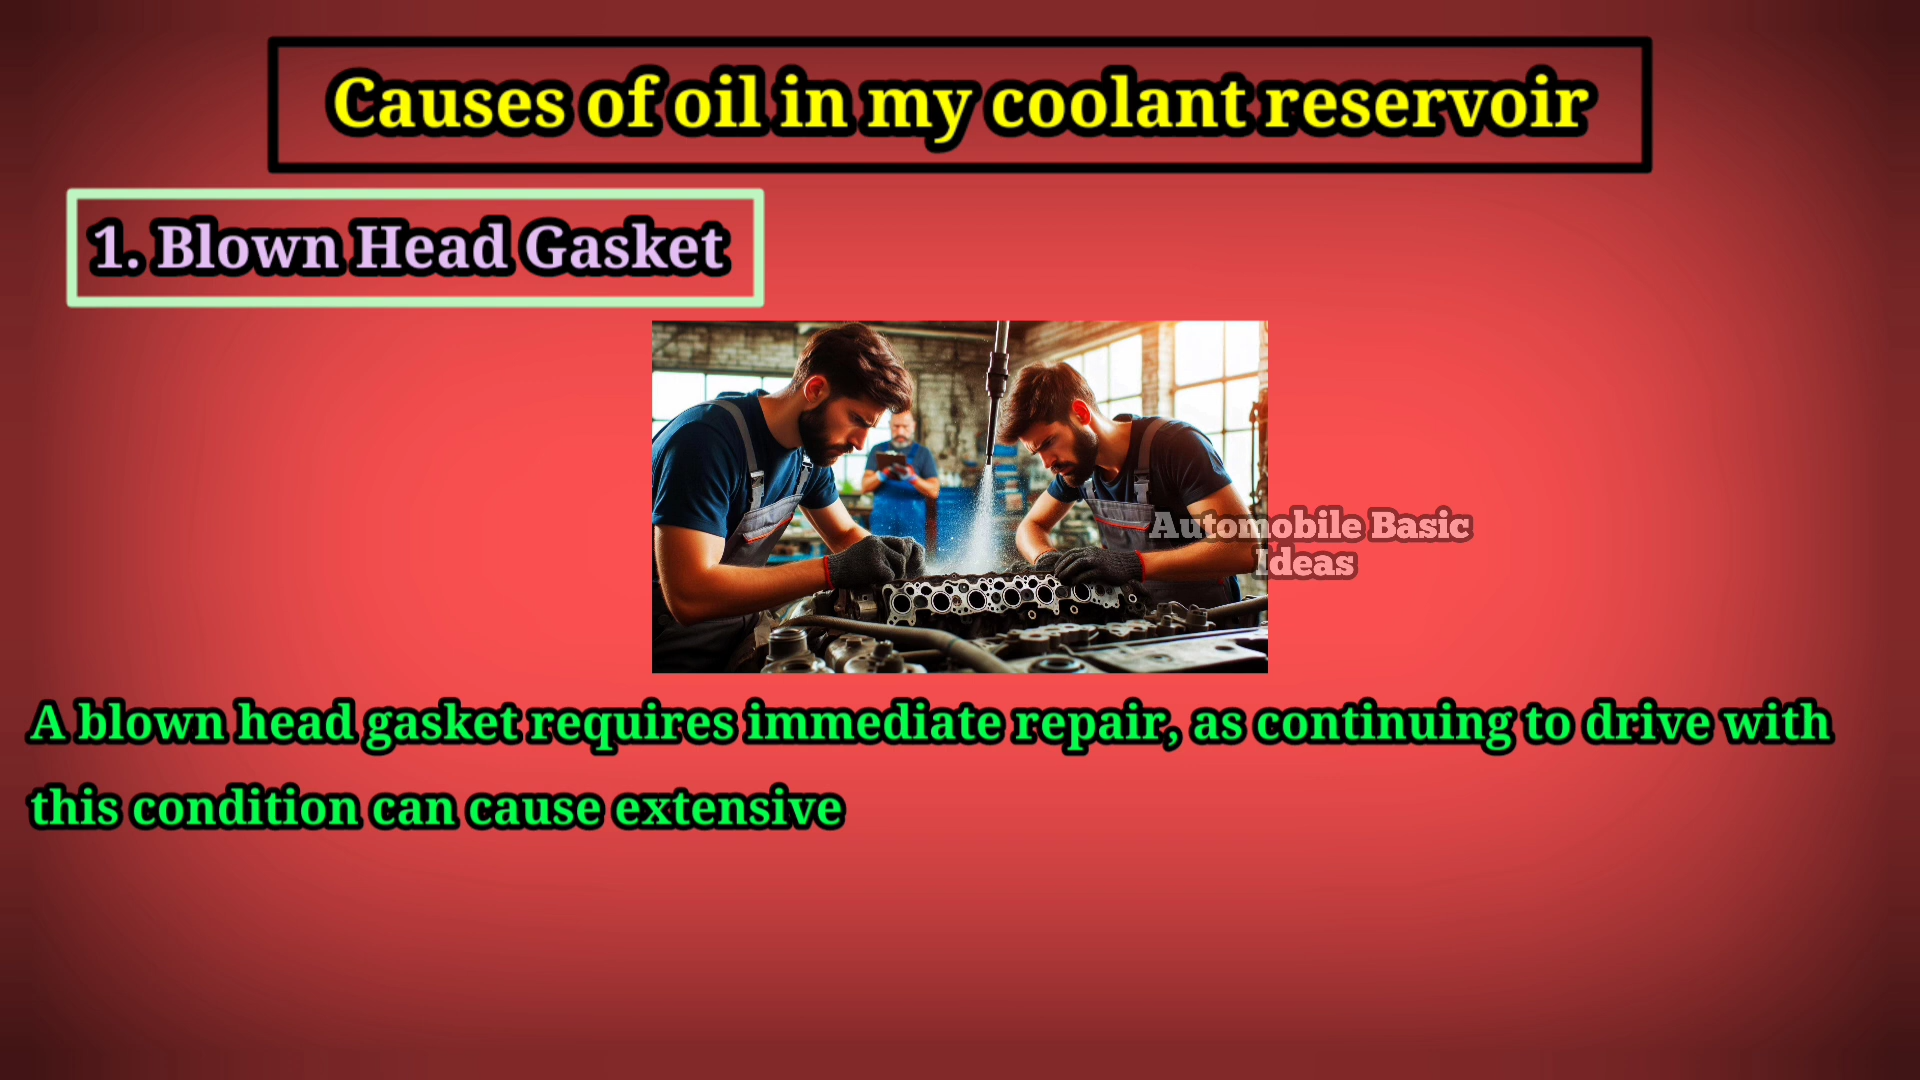 Causes of oil in my coolant reservoir
1. Blown Head Gasket
Automobile Basic
Ideas
A blown head gasket requires immediate repair, as continuing to drive with
this condition can cause extensive